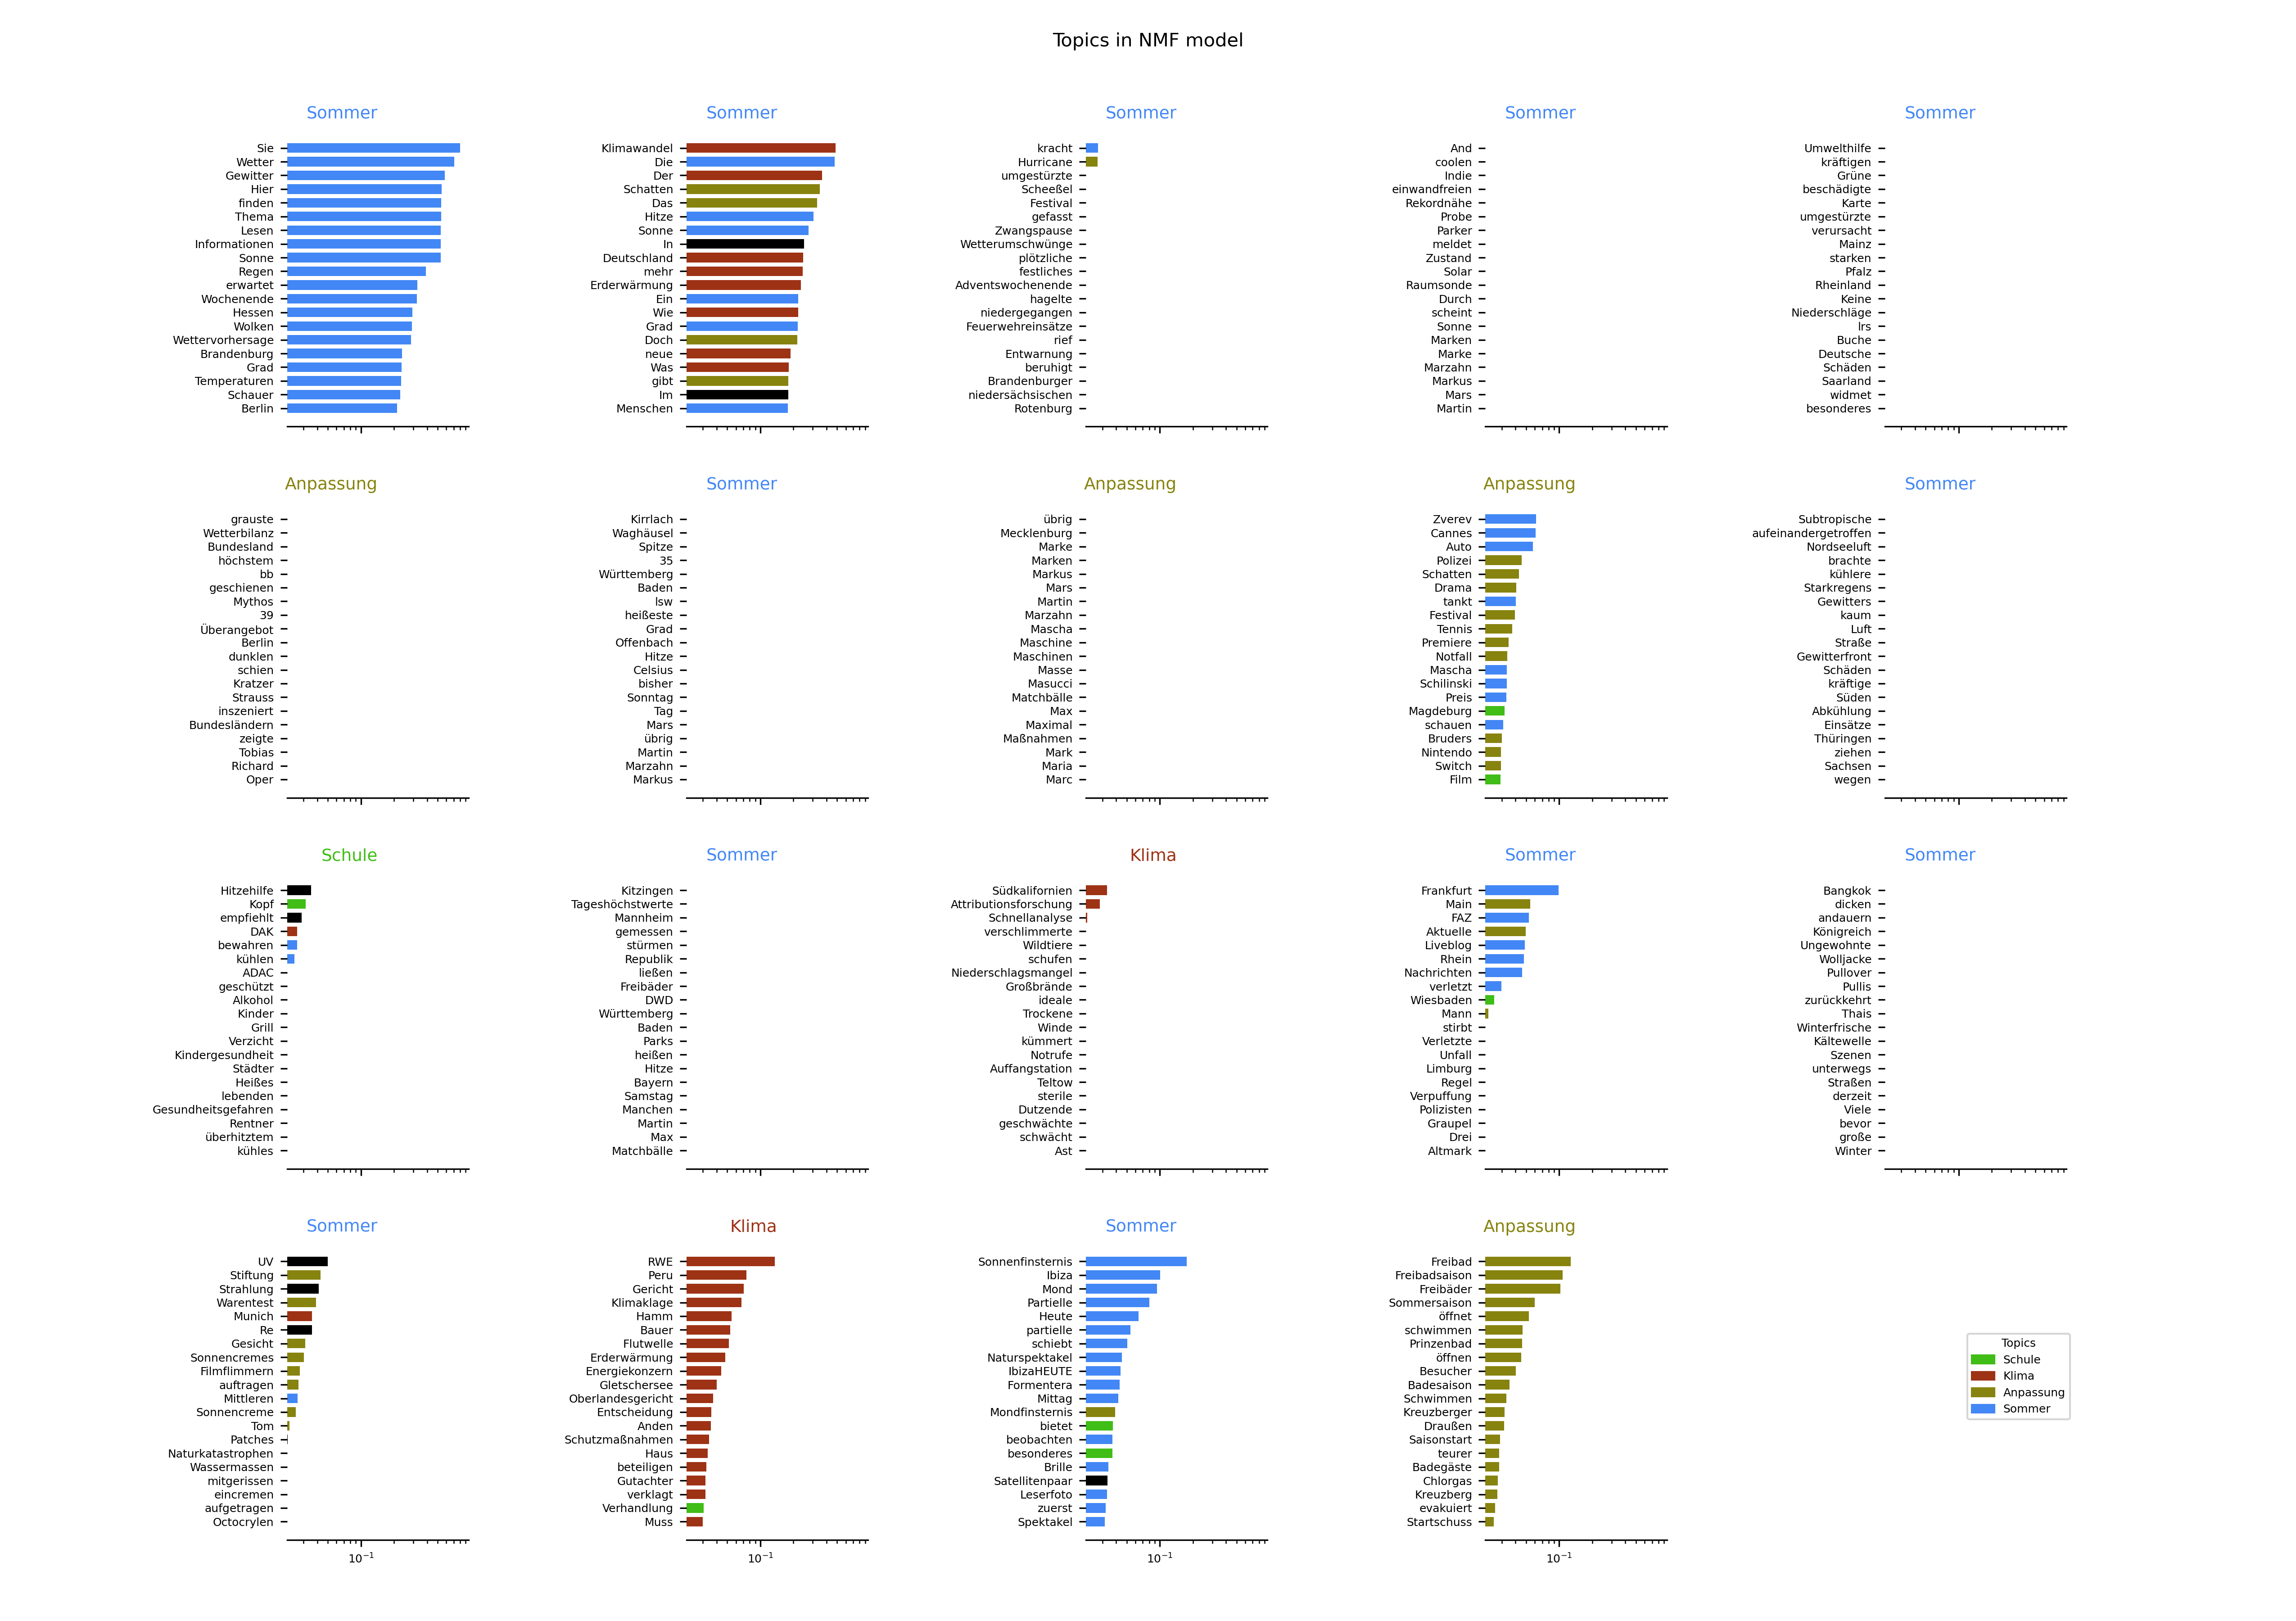 Topics in NMF model
Sommer
Sie
Wetter
Gewitter
Hier
finden
Thema
Lesen
Informationen
Sonne
Regen
erwartet
Wochenende
Hessen
Wolken
Wettervorhersage
Brandenburg
Grad
Temperaturen
Schauer
Berlin
Sommer
Klimawandel
Die
Der
Schatten
Das
Hitze
Sonne
In
Deutschland
mehr
Erderwärmung
Ein
Wie
Grad
Doch
neue
Was
gibt
Im
Menschen
Sommer
kracht
Hurricane
umgestürzte
Scheeßel
Festival
gefasst
Zwangspause
Wetterumschwünge
plötzliche
festliches
Adventswochenende
hagelte
niedergegangen
Feuerwehreinsätze
rief
Entwarnung
beruhigt
Brandenburger
niedersächsischen
Rotenburg
Sommer
And
coolen
Indie
einwandfreien
Rekordnähe
Probe
Parker
meldet
Zustand
Solar
Raumsonde
Durch
scheint
Sonne
Marken
Marke
Marzahn
Markus
Mars
Martin
Sommer
Umwelthilfe
kräftigen
Grüne
beschädigte
Karte
umgestürzte
verursacht
Mainz
starken
Pfalz
Rheinland
Keine
Niederschläge
lrs
Buche
Deutsche
Schäden
Saarland
widmet
besonderes
Anpassung
grauste
Wetterbilanz
Bundesland
höchstem
bb
geschienen
Mythos
39
Überangebot
Berlin
dunklen
schien
Kratzer
Strauss
inszeniert
Bundesländern
zeigte
Tobias
Richard
Oper
Sommer
Kirrlach
Waghäusel
Spitze
35
Württemberg
Baden
lsw
heißeste
Grad
Offenbach
Hitze
Celsius
bisher
Sonntag
Tag
Mars
übrig
Martin
Marzahn
Markus
Anpassung
übrig
Mecklenburg
Marke
Marken
Markus
Mars
Martin
Marzahn
Mascha
Maschine
Maschinen
Masse
Masucci
Matchbälle
Max
Maximal
Maßnahmen
Mark
Maria
Marc
Anpassung
Zverev
Cannes
Auto
Polizei
Schatten
Drama
tankt
Festival
Tennis
Premiere
Notfall
Mascha
Schilinski
Preis
Magdeburg
schauen
Bruders
Nintendo
Switch
Film
Sommer
Subtropische
aufeinandergetroffen
Nordseeluft
brachte
kühlere
Starkregens
Gewitters
kaum
Luft
Straße
Gewitterfront
Schäden
kräftige
Süden
Abkühlung
Einsätze
Thüringen
ziehen
Sachsen
wegen
Schule
Hitzehilfe
Kopf
empfiehlt
DAK
bewahren
kühlen
ADAC
geschützt
Alkohol
Kinder
Grill
Verzicht
Kindergesundheit
Städter
Heißes
lebenden
Gesundheitsgefahren
Rentner
überhitztem
kühles
Sommer
Kitzingen
Tageshöchstwerte
Mannheim
gemessen
stürmen
Republik
ließen
Freibäder
DWD
Württemberg
Baden
Parks
heißen
Hitze
Bayern
Samstag
Manchen
Martin
Max
Matchbälle
Klima
Südkalifornien
Attributionsforschung
Schnellanalyse
verschlimmerte
Wildtiere
schufen
Niederschlagsmangel
Großbrände
ideale
Trockene
Winde
kümmert
Notrufe
Auffangstation
Teltow
sterile
Dutzende
geschwächte
schwächt
Ast
Sommer
Frankfurt
Main
FAZ
Aktuelle
Liveblog
Rhein
Nachrichten
verletzt
Wiesbaden
Mann
stirbt
Verletzte
Unfall
Limburg
Regel
Verpuffung
Polizisten
Graupel
Drei
Altmark
Sommer
Bangkok
dicken
andauern
Königreich
Ungewohnte
Wolljacke
Pullover
Pullis
zurückkehrt
Thais
Winterfrische
Kältewelle
Szenen
unterwegs
Straßen
derzeit
Viele
bevor
große
Winter
Sommer
UV
Stiftung
Strahlung
Warentest
Munich
Re
Gesicht
Sonnencremes
Filmflimmern
auftragen
Mittleren
Sonnencreme
Tom
Patches
Naturkatastrophen
Wassermassen
mitgerissen
eincremen
aufgetragen
Octocrylen
10⁻¹
Klima
RWE
Peru
Gericht
Klimaklage
Hamm
Bauer
Flutwelle
Erderwärmung
Energiekonzern
Gletschersee
Oberlandesgericht
Entscheidung
Anden
Schutzmaßnahmen
Haus
beteiligen
Gutachter
verklagt
Verhandlung
Muss
10⁻¹
Sommer
Sonnenfinsternis
Ibiza
Mond
Partielle
Heute
partielle
schiebt
Naturspektakel
IbizaHEUTE
Formentera
Mittag
Mondfinsternis
bietet
beobachten
besonderes
Brille
Satellitenpaar
Leserfoto
zuerst
Spektakel
10⁻¹
Anpassung
Freibad
Freibadsaison
Freibäder
Sommersaison
öffnet
schwimmen
Prinzenbad
öffnen
Besucher
Badesaison
Schwimmen
Kreuzberger
Draußen
Saisonstart
teurer
Badegäste
Chlorgas
Kreuzberg
evakuiert
Startschuss
10⁻¹
Topics
Schule
Klima
Anpassung
Sommer